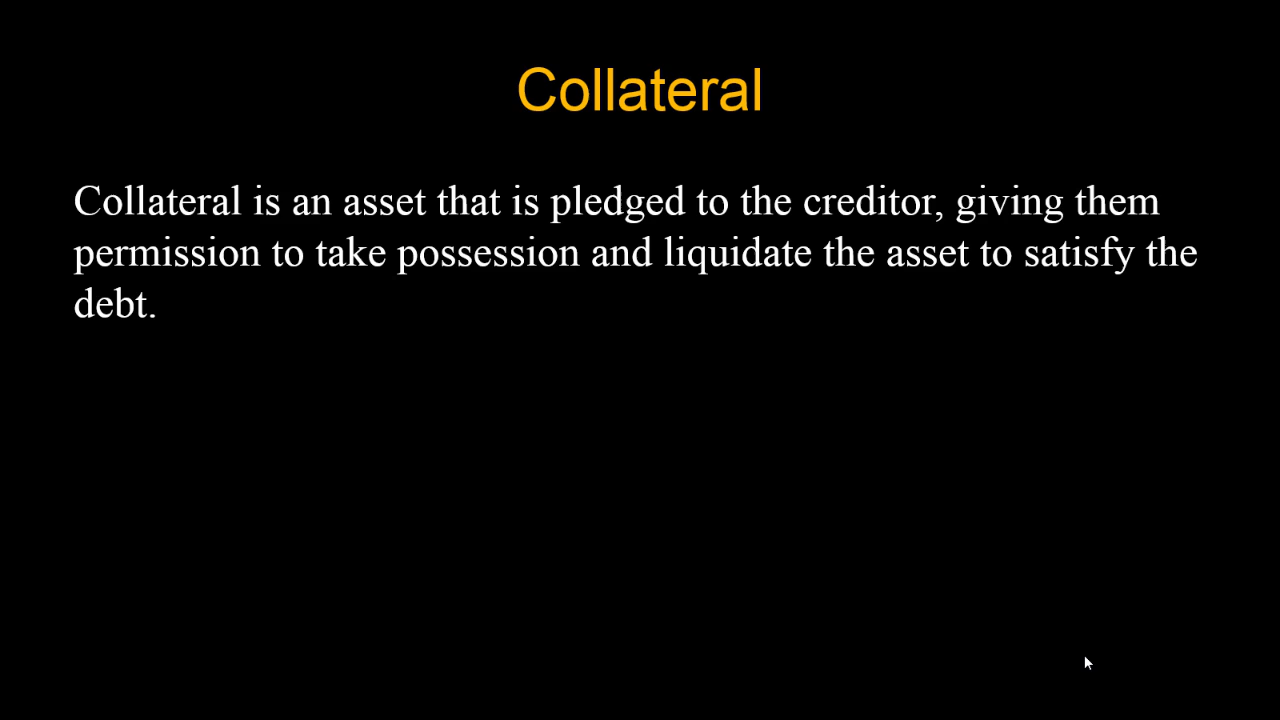 Collateral
Collateral is an asset that is pledged to the creditor, giving them
permission to take possession and liquidate the asset to satisfy the
debt.